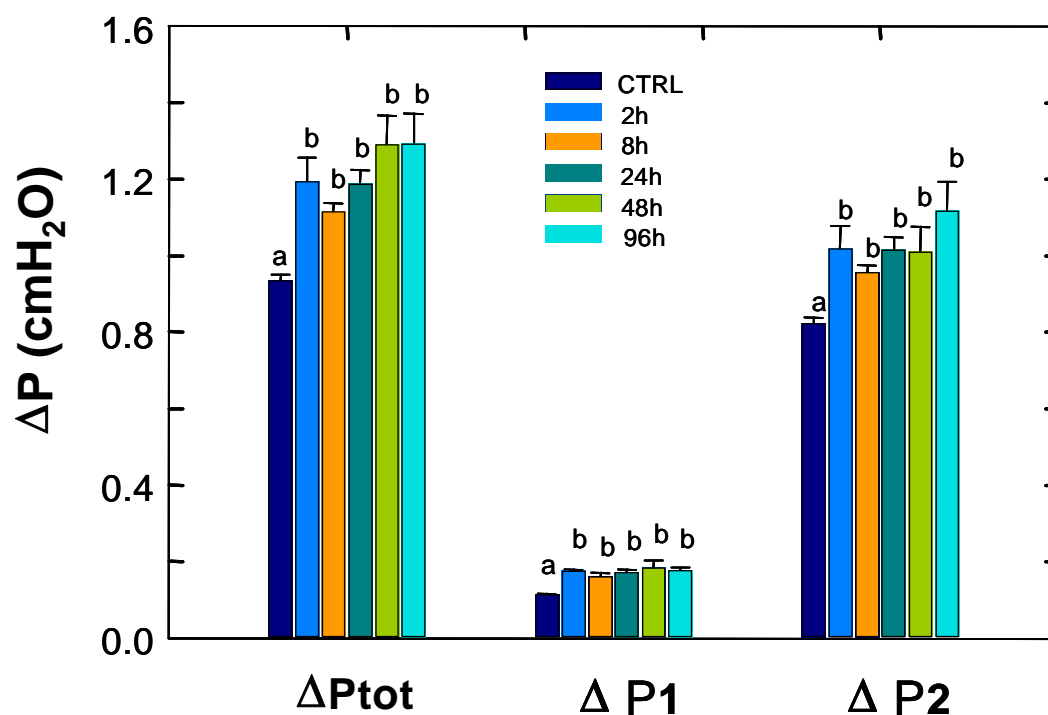 1.6
1.2
0.8
0.4
0.0
ΔP (cmH₂O)
CTRL
2h
8h
24h
48h
96h
a b b b b b
a b b b b b
a b b b b b
ΔPtot Δ P1 Δ P2